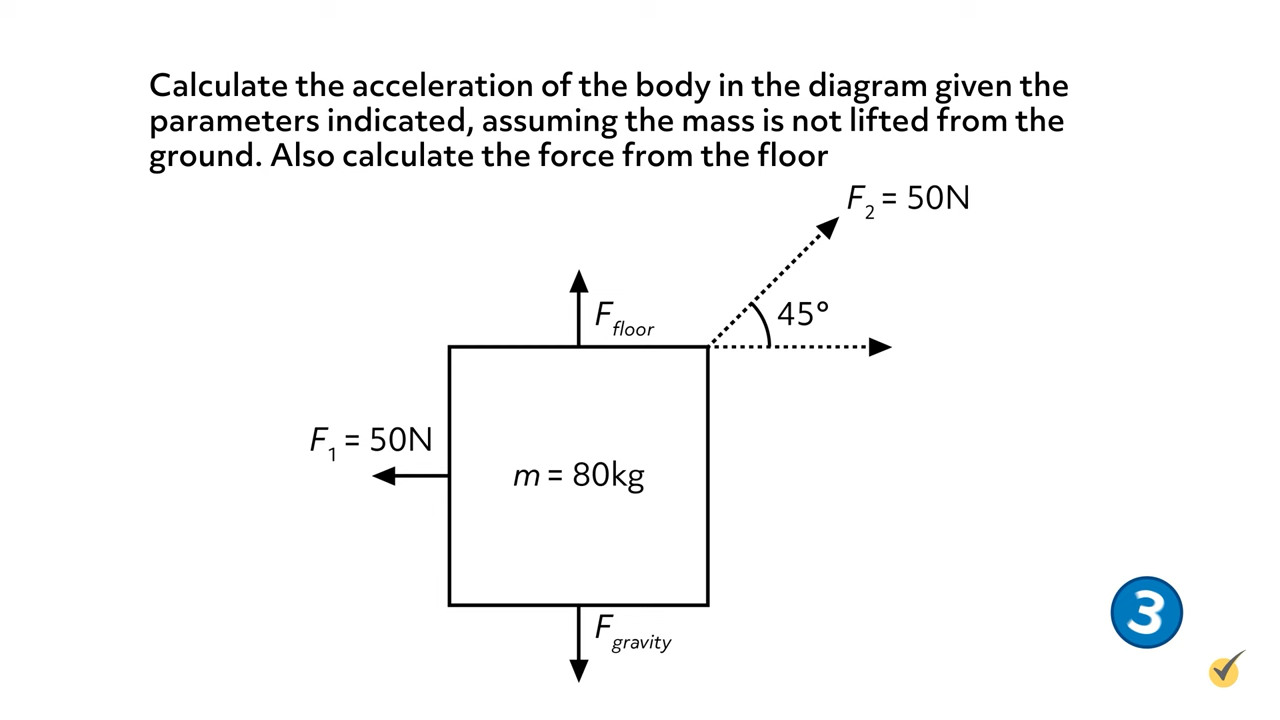 Calculate the acceleration of the body in the diagram given the
parameters indicated, assuming the mass is not lifted from the
ground. Also calculate the force from the floor
F₂ = 50N
F_floor
45°
F₁ = 50N
m = 80kg
F_gravity
3